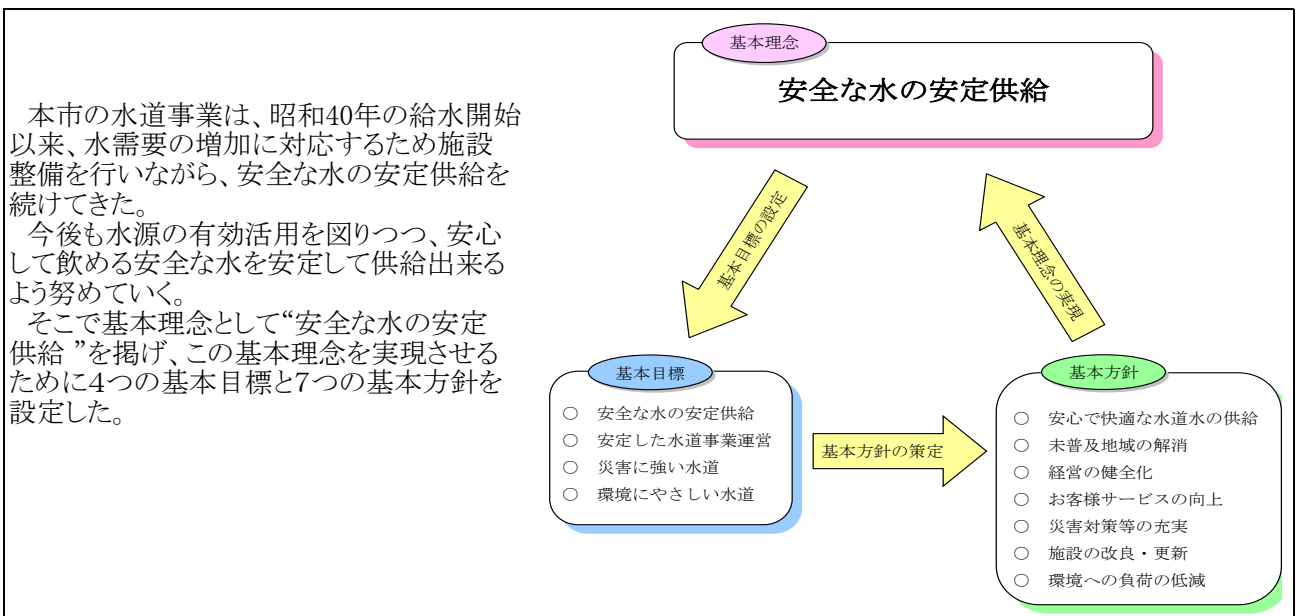 本市の水道事業は、昭和40年の給水開始
以来、水需要の増加に対応するため施設
整備を行いながら、安全な水の安定供給を
続けてきた。
今後も水源の有効活用を図りつつ、安心
して飲める安全な水を安定して供給出来る
よう努めていく。
そこで基本理念として“安全な水の安定
供給 ”を掲げ、この基本理念を実現させる
ために4つの基本目標と7つの基本方針を
設定した。
基本理念
安全な水の安定供給
基本目標の設定
基本理念の実現
基本目標
○ 安全な水の安定供給
○ 安定した水道事業運営
○ 災害に強い水道
○ 環境にやさしい水道
基本方針の策定
基本方針
○ 安心で快適な水道水の供給
○ 未普及地域の解消
○ 経営の健全化
○ お客様サービスの向上
○ 災害対策等の充実
○ 施設の改良・更新
○ 環境への負荷の低減